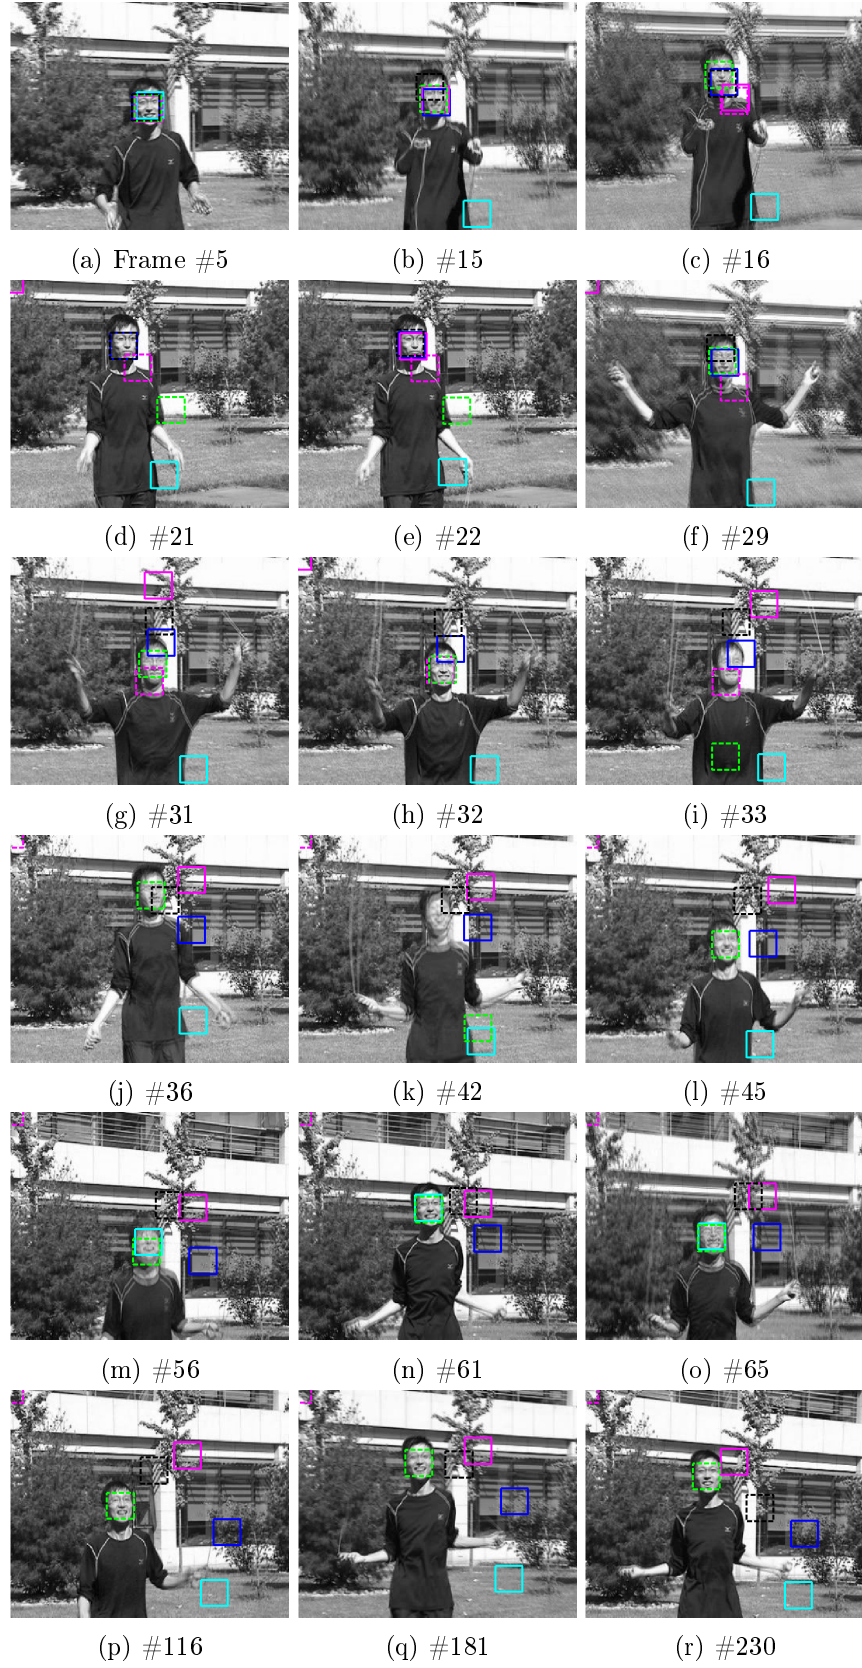 (a) Frame #5
(b) #15
(c) #16
(d) #21
(e) #22
(f) #29
(g) #31
(h) #32
(i) #33
(j) #36
(k) #42
(l) #45
(m) #56
(n) #61
(o) #65
(p) #116
(q) #181
(r) #230